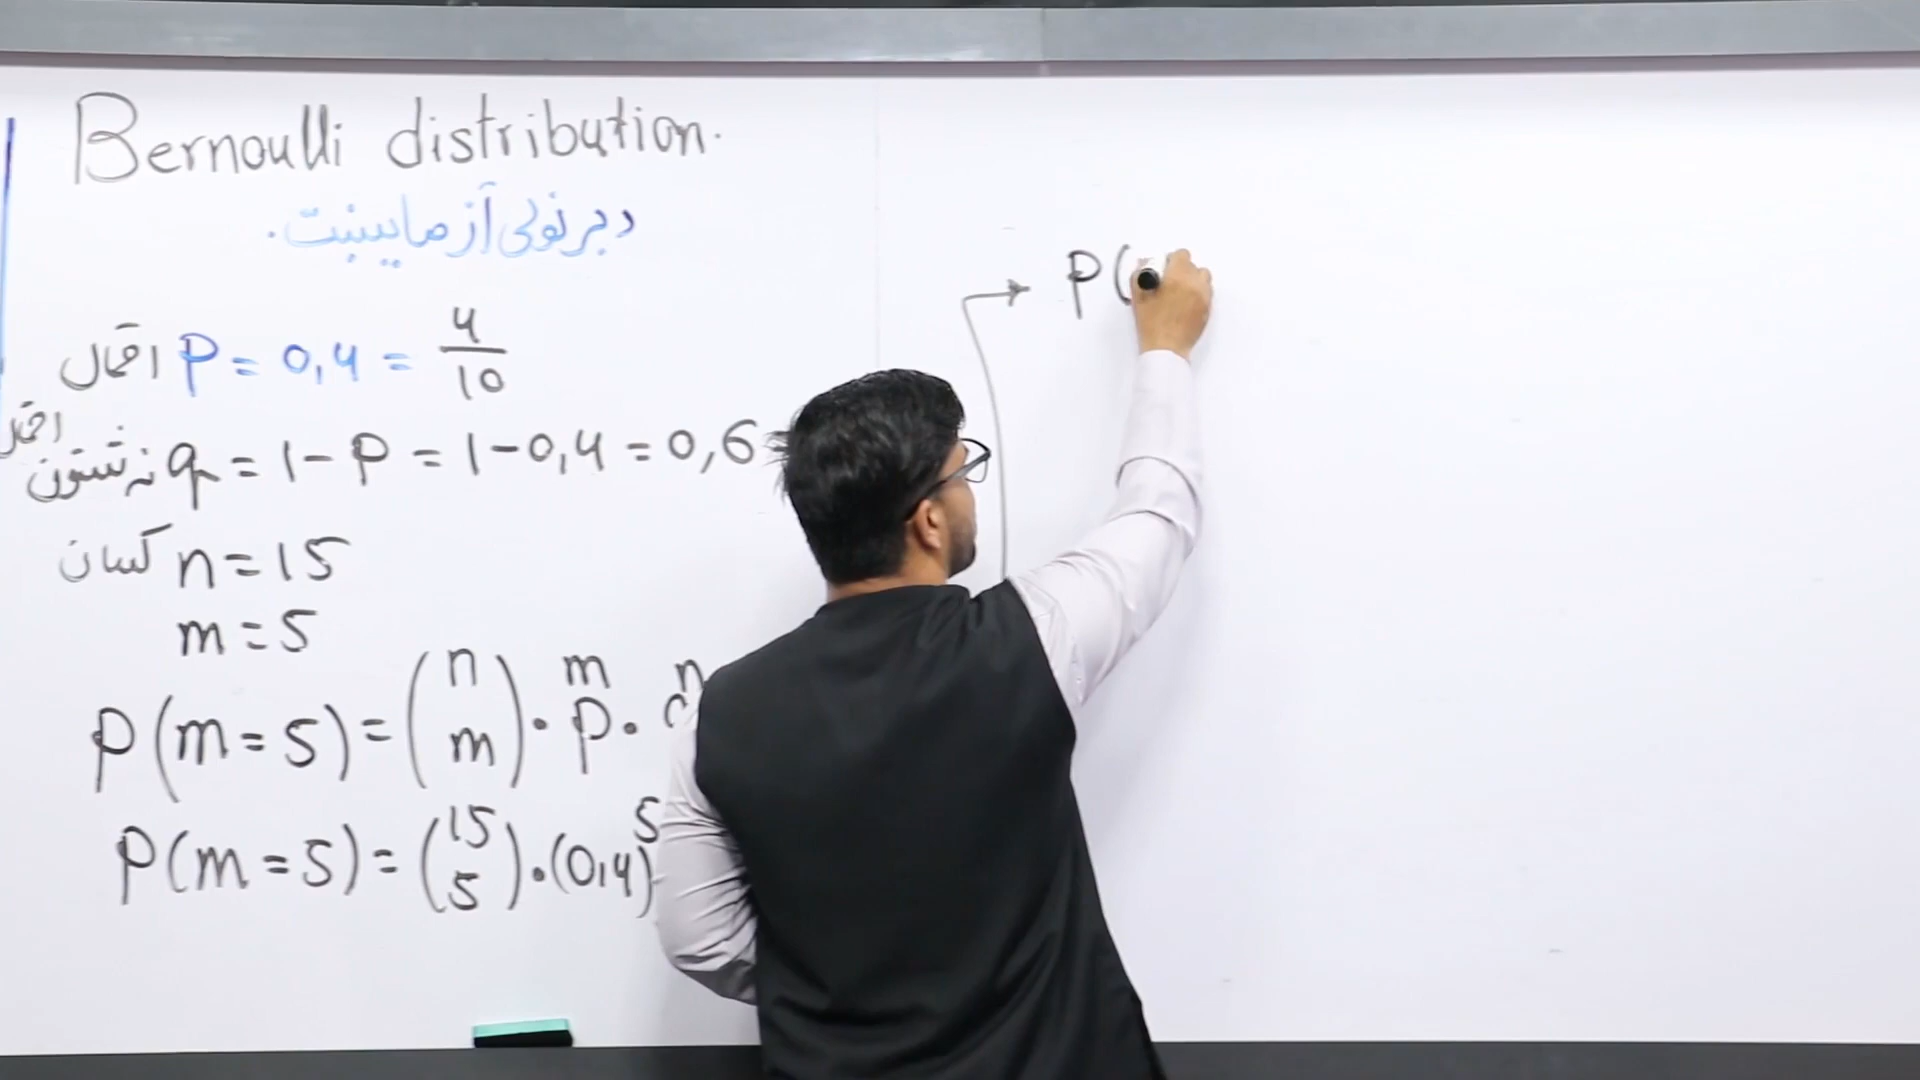 Bernoulli distribution.
د برنولی آزمایښت.
احتمال P = 0,4 = 4/10
احتمال
نه شتون q = 1 - P = 1 - 0,4 = 0,6 =
کسان n = 15
m = 5
P(m = 5) = (n m) · p^m ·
P(m = 5) = (15 5) · (0,4)^5
P(